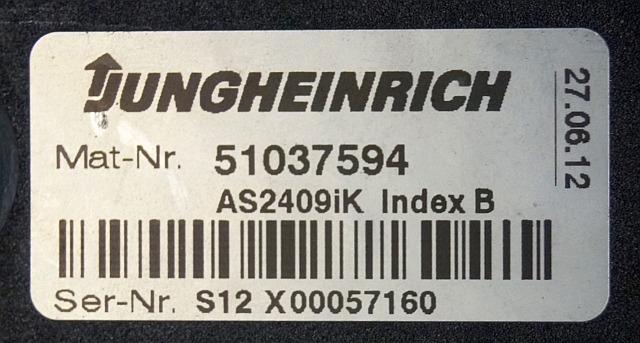 JUNGHEINRICH
27.06.12
Mat-Nr. 51037594
AS2409iK Index B
Ser-Nr. S12 X00057160